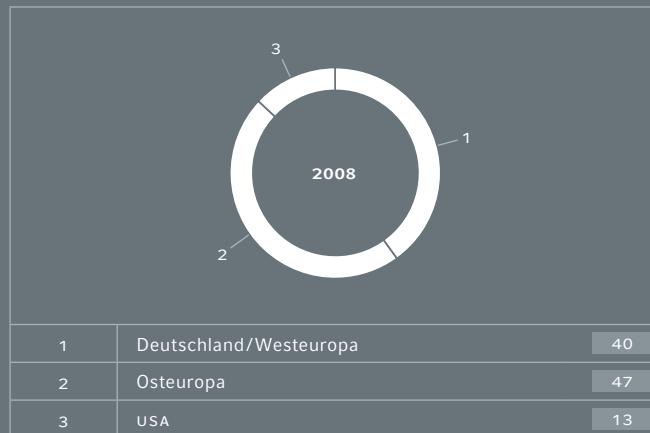 3
1
2008
2
1 Deutschland/Westeuropa 40
2 Osteuropa 47
3 USA 13